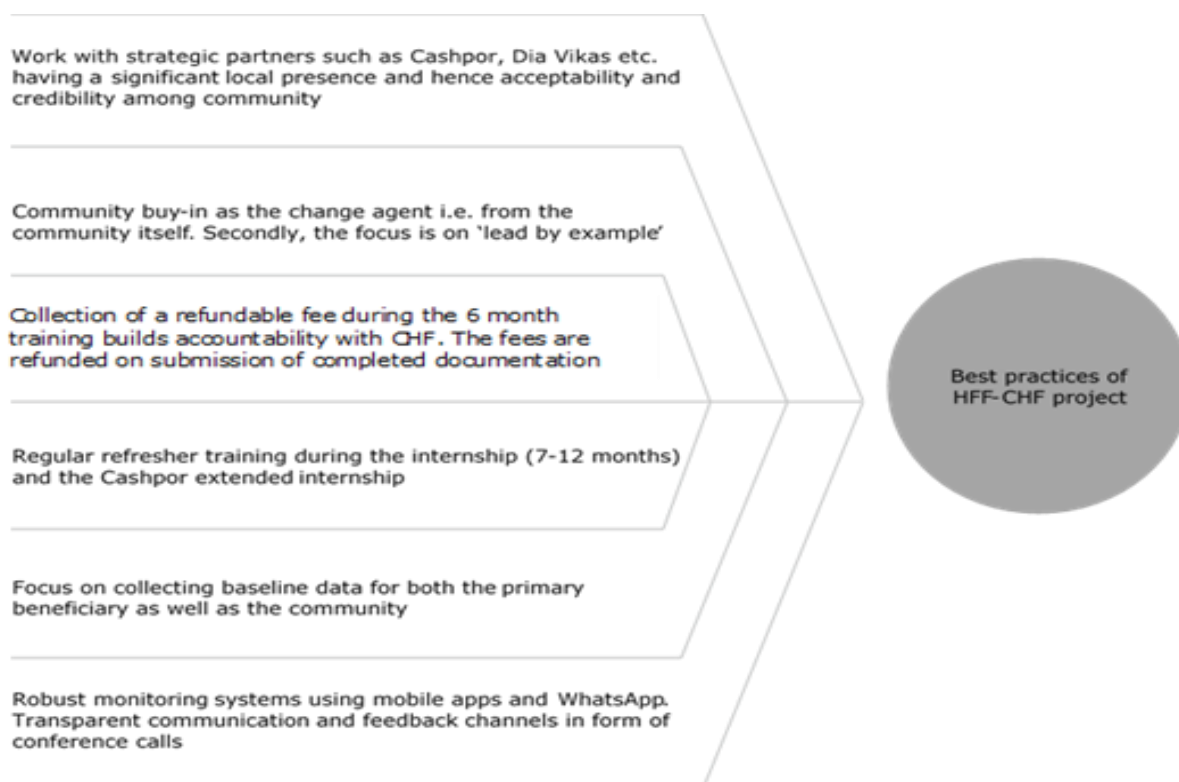 Work with strategic partners such as Cashpor, Dia Vikas etc.
having a significant local presence and hence acceptability and
credibility among community
Community buy-in as the change agent i.e. from the
community itself. Secondly, the focus is on ‘lead by example’
Collection of a refundable fee during the 6 month
training builds accountability with CHF. The fees are
refunded on submission of completed documentation
Regular refresher training during the internship (7-12 months)
and the Cashpor extended internship
Focus on collecting baseline data for both the primary
beneficiary as well as the community
Robust monitoring systems using mobile apps and WhatsApp.
Transparent communication and feedback channels in form of
conference calls
Best practices of
HFF-CHF project